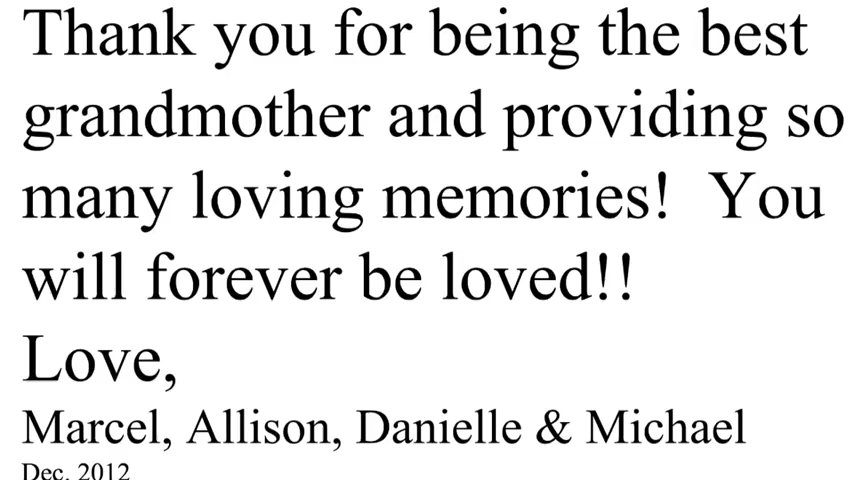 Thank you for being the best
grandmother and providing so
many loving memories!  You
will forever be loved!!
Love,
Marcel, Allison, Danielle & Michael
Dec. 2012